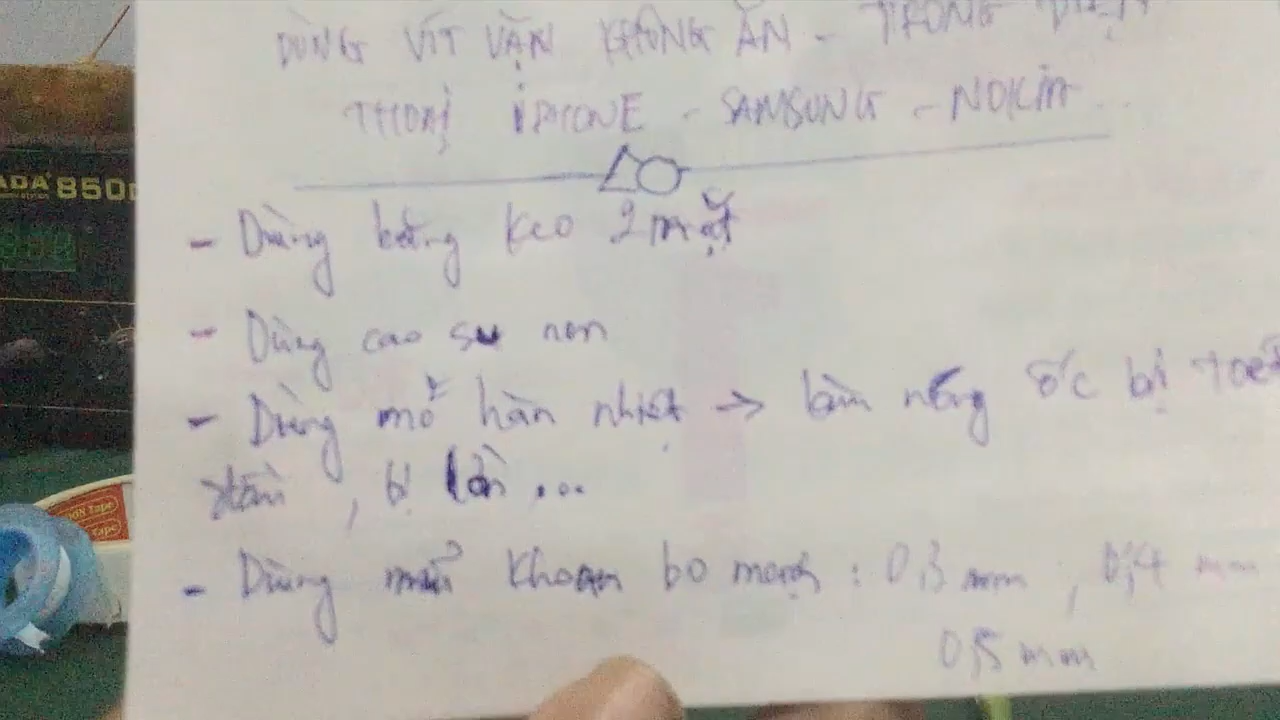 DÙNG VÍT VẶN KHÔNG ĂN - TRONG ĐIỆN
THOẠI IPHONE - SAMSUNG - NOKIA ..
- Dùng băng keo 2 mặt
- Dùng cao su non
- Dùng mỏ hàn nhiệt → làm nóng ốc bị toét
đầu, bị lờn ...
- Dùng mũi khoan bo mạch : 0,3 mm , 0,4 mm
0,5 mm
850
Tape
Tape